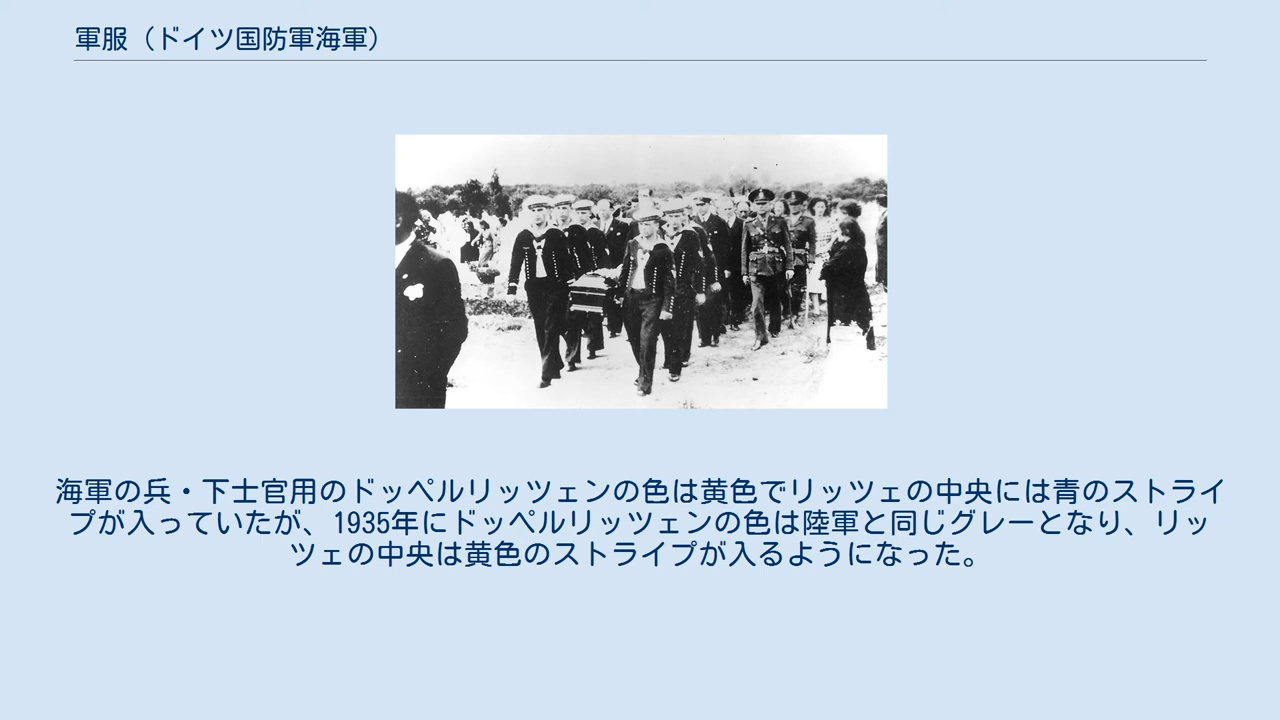 軍服（ドイツ国防軍海軍）
海軍の兵・下士官用のドッペルリッツェンの色は黄色でリッツェの中央には青のストライ
プが入っていたが、1935年にドッペルリッツェンの色は陸軍と同じグレーとなり、リッ
ツェの中央は黄色のストライプが入るようになった。